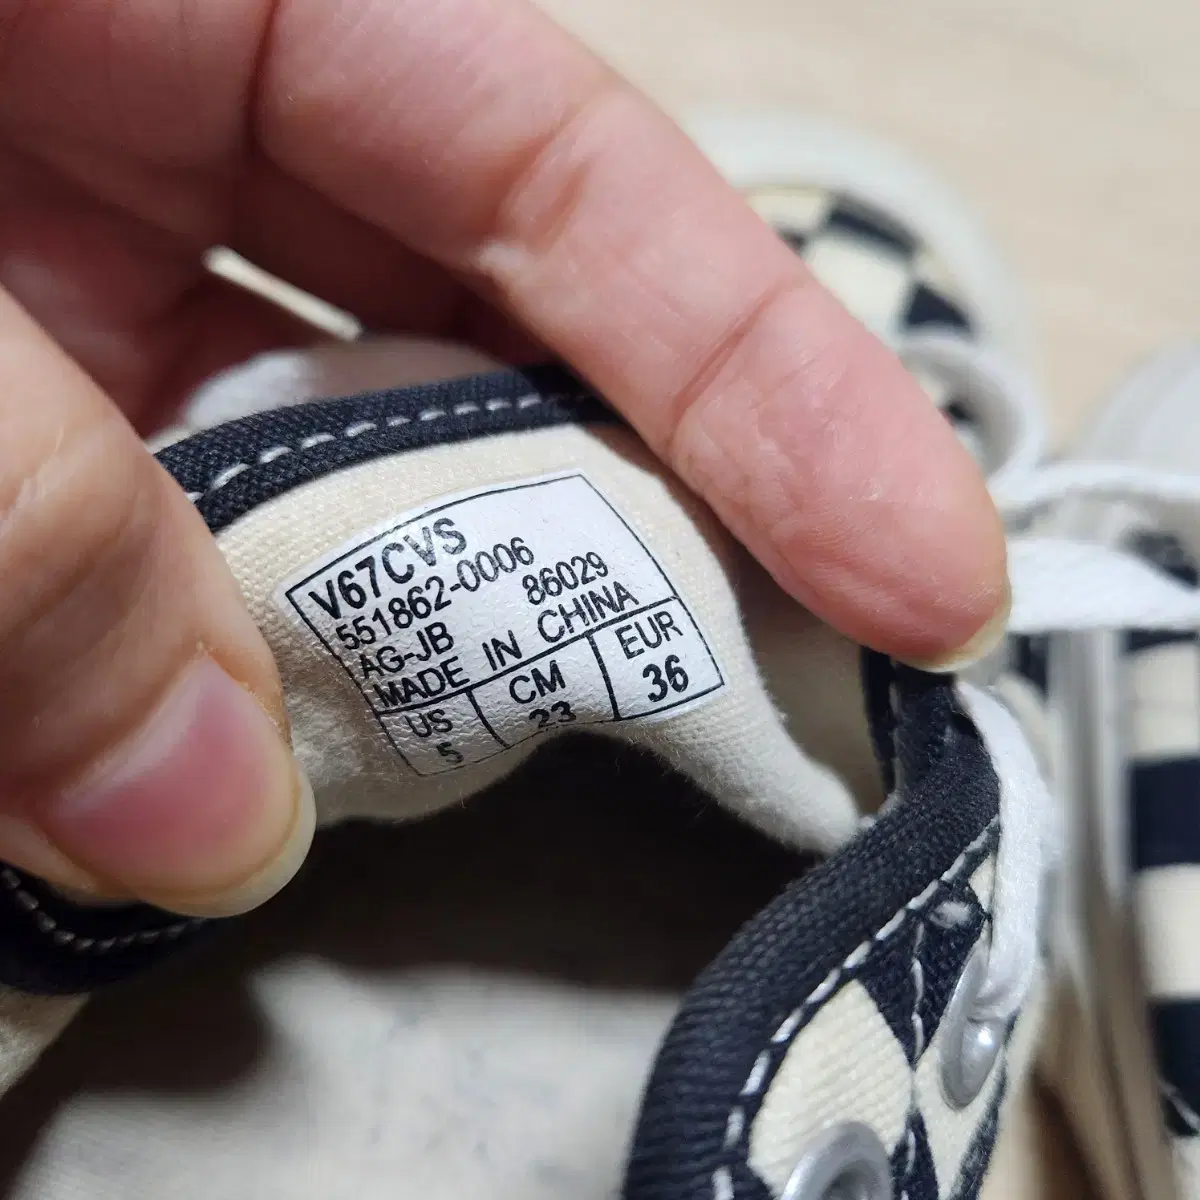 V67CVS
551862-0006
AG-JB 86029
MADE IN CHINA
US CM EUR
5 23 36